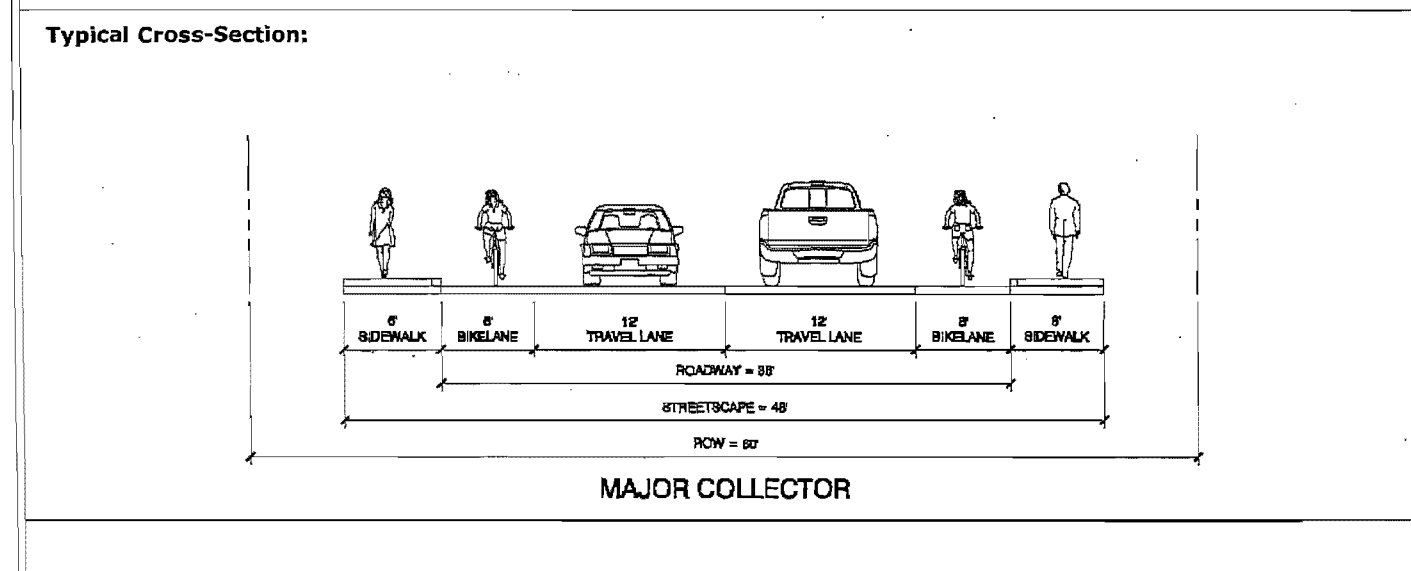 Typical Cross-Section:
6' 6' 12' 12' 6' 6'
SIDEWALK BIKELANE TRAVEL LANE TRAVEL LANE BIKELANE SIDEWALK
ROADWAY = 36'
STREETSCAPE = 48'
ROW = 60'
MAJOR COLLECTOR